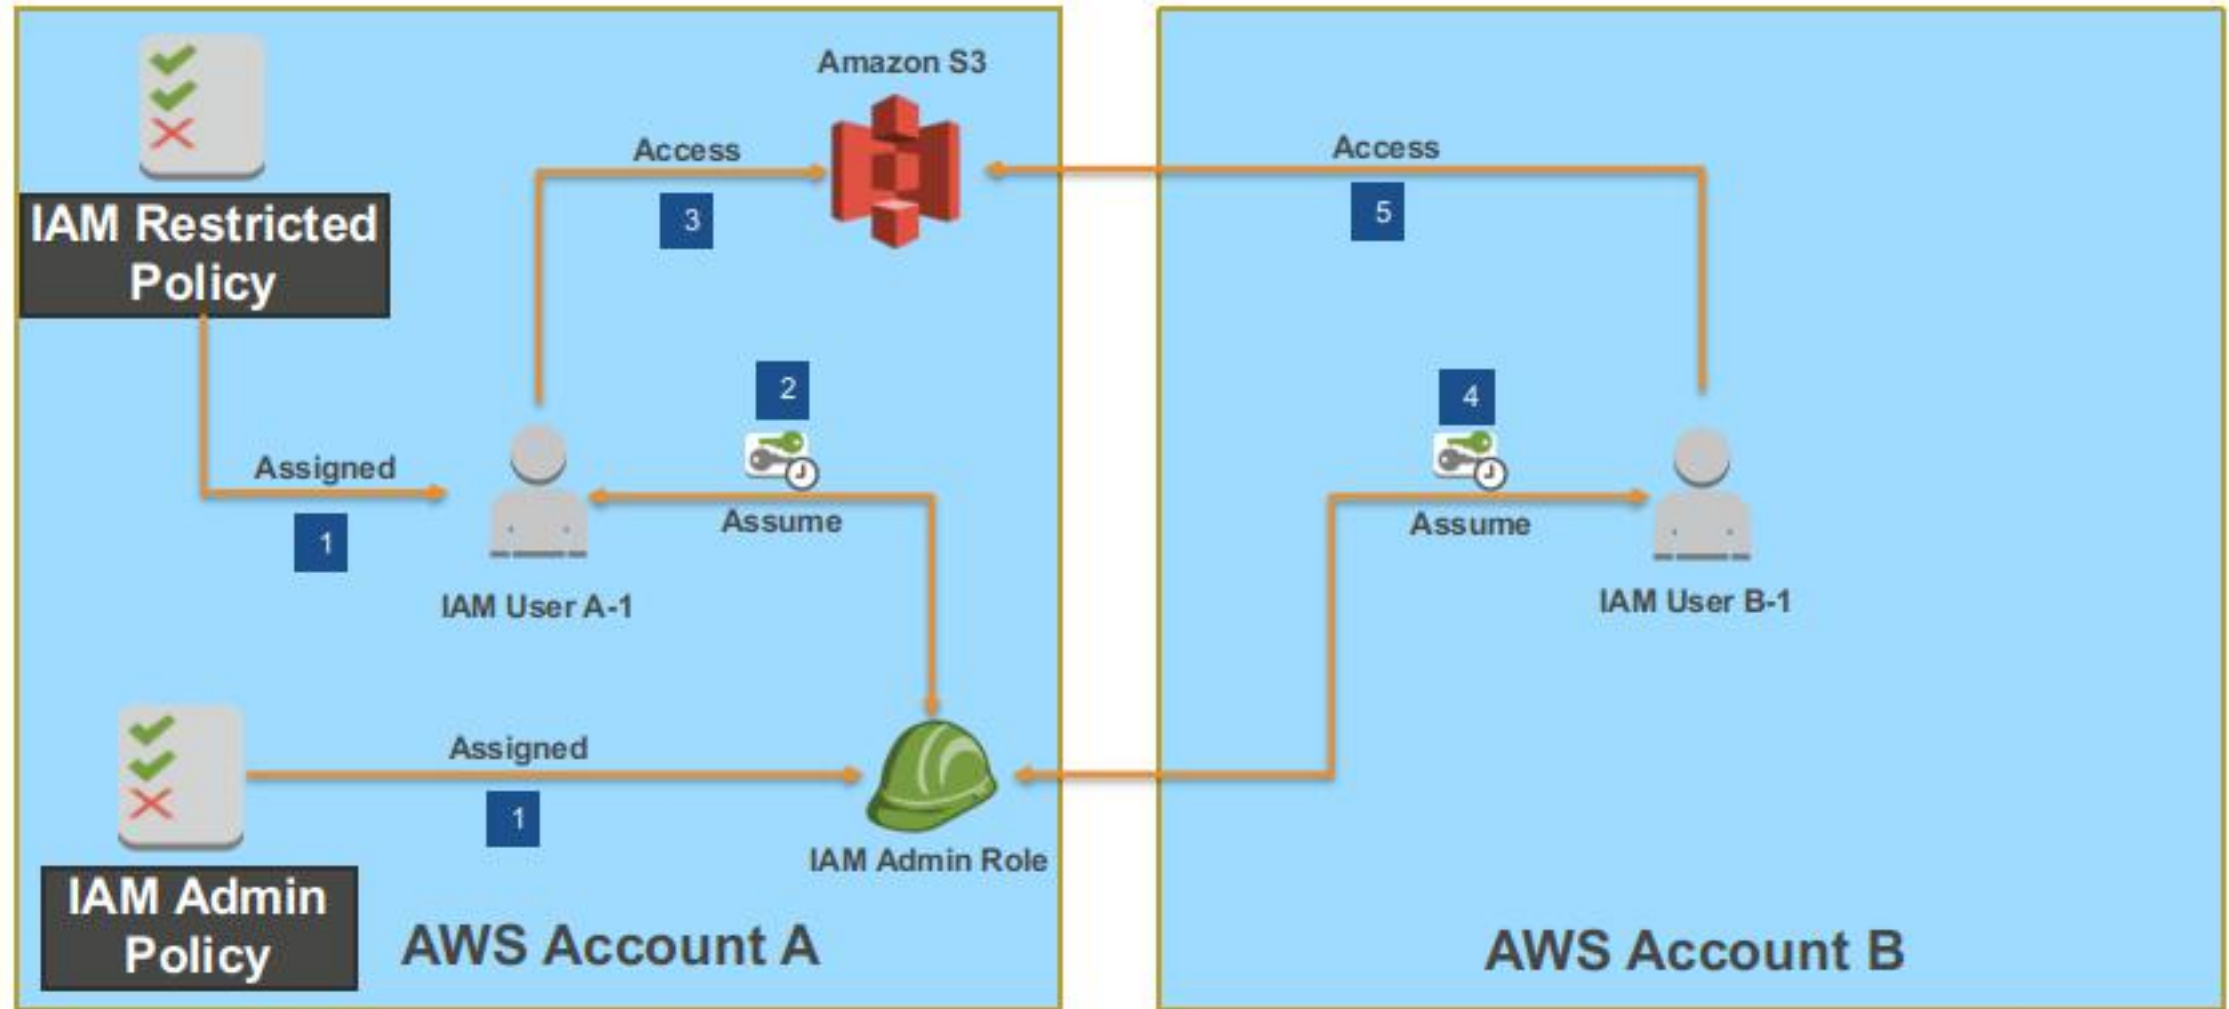 Amazon S3
Access
3
IAM Restricted
Policy
Access
5
2
Assume
Assigned
1
IAM User A-1
4
Assume
IAM User B-1
Assigned
1
IAM Admin Role
IAM Admin
Policy
AWS Account A
AWS Account B